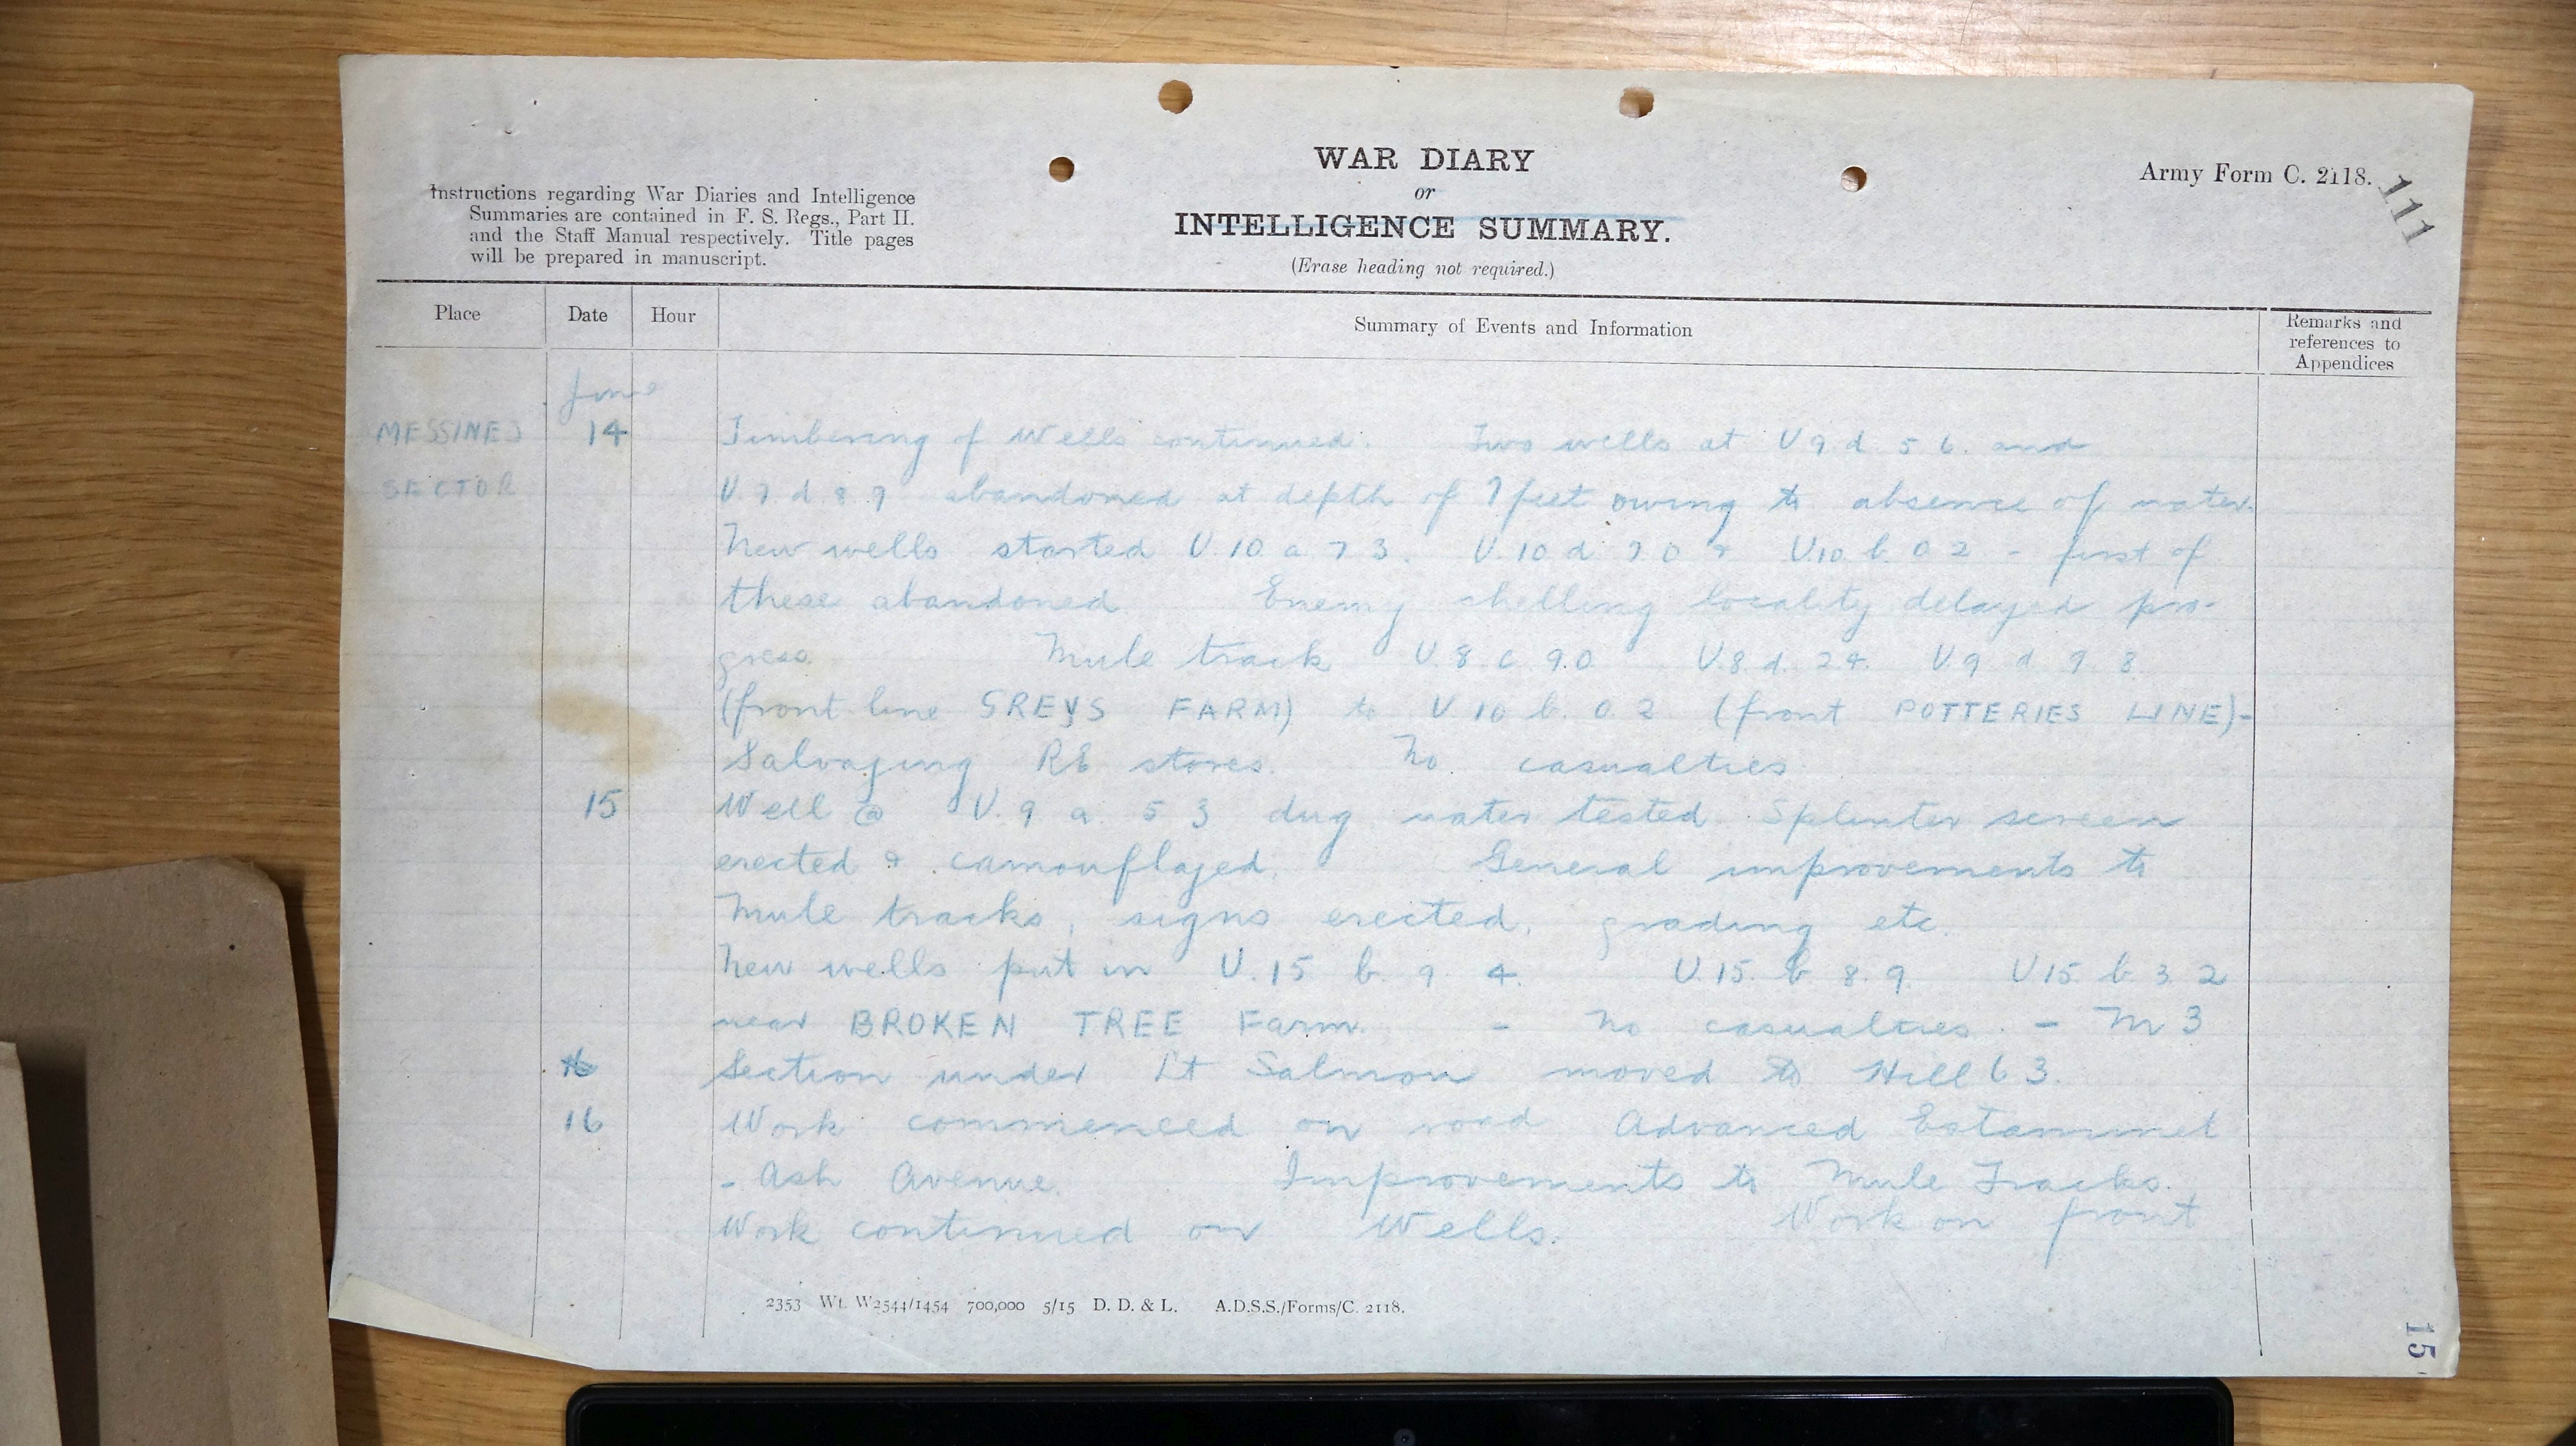 WAR DIARY
or
INTELLIGENCE SUMMARY.
(Erase heading not required.)
Army Form C. 2118.
111
Instructions regarding War Diaries and Intelligence
Summaries are contained in F. S. Regs., Part II.
and the Staff Manual respectively. Title pages
will be prepared in manuscript.
Place Date Hour Summary of Events and Information Remarks and
references to
Appendices
June
MESSINES 14 Timbering of Wells continued. Two wells at U 9. d. 5 6. and
SECTOR U. 9 d 8 9 abandoned at depth of 9 feet owing to absence of water.
New wells started U. 10. a 7 3. U. 10 d 9 0 & U10. b. 0 2 - first of
these abandoned Enemy shelling locality delayed pro-
gress. Mule track U. 8. c 9.0 U.8 d. 24. U. 9 d 9 8
(front line GREYS FARM) to U. 10 b. 0. 2 (front POTTERIES LINE)-
Salvaging RE stores. No casualties
15 Well @ U. 9 a. 5 3 dug water tested Splinter screen
erected & camouflaged. General improvements to
Mule tracks, signs erected, grading etc.
New wells put in U. 15 b. 9 4. U. 15. b 8. 9. U15. b. 3. 2
near BROKEN TREE Farm. - No casualties. - No 3
16 Section under Lt Salmon moved to Hill 63.
16 Work commenced on road Advanced Estaminet
- Ash Avenue. Improvements to Mule Tracks.
Work continued on Wells. Work on front
2353 Wt. W2544/1454 700,000 5/15 D. D. & L. A.D.S.S./Forms/C. 2118.
15